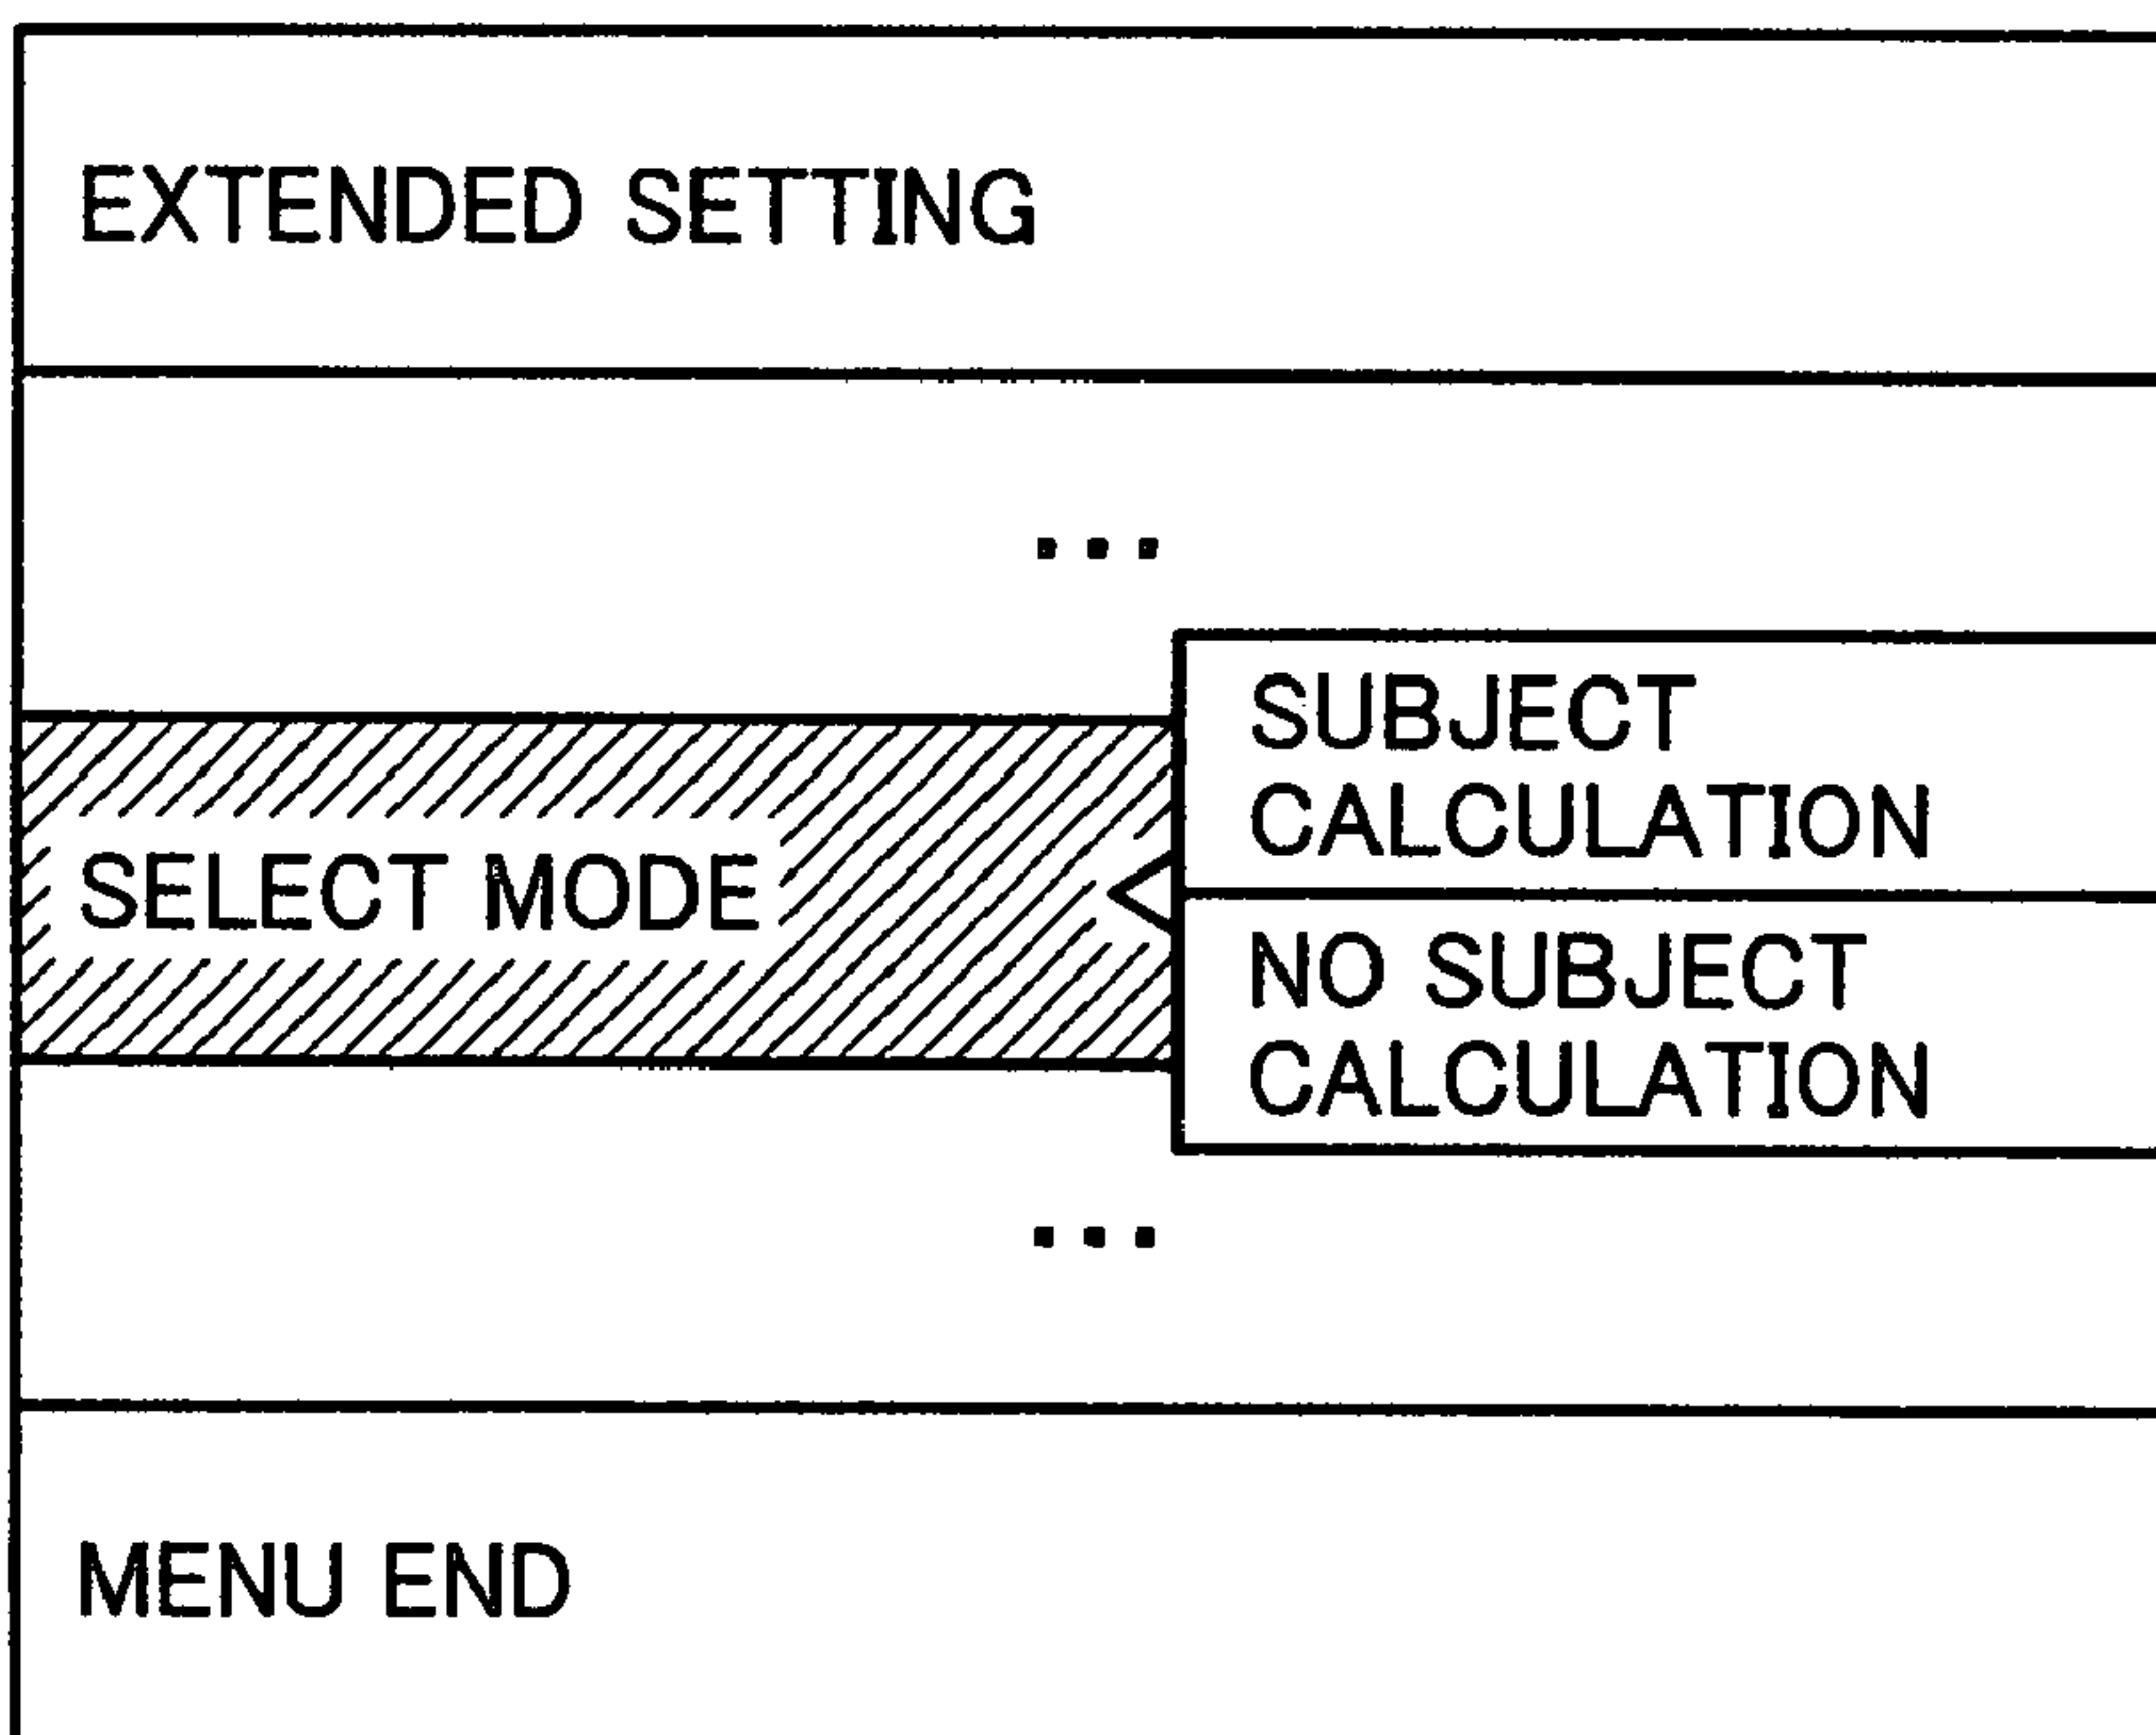 EXTENDED SETTING
...
SUBJECT
CALCULATION
SELECT MODE
NO SUBJECT
CALCULATION
...
MENU END